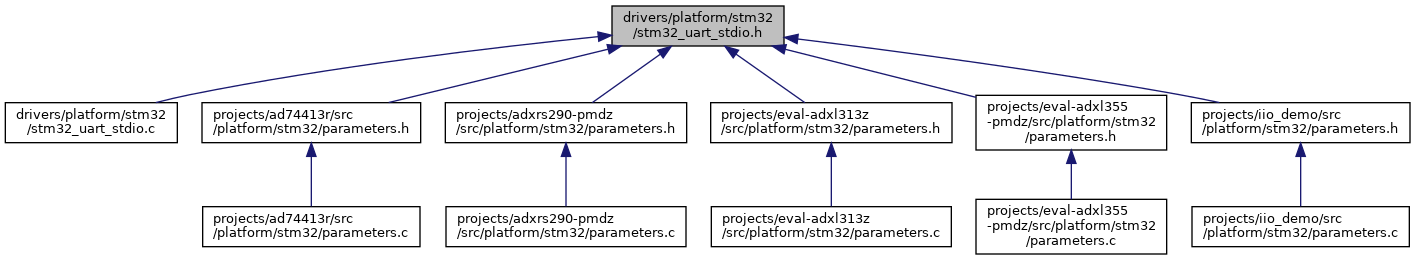 drivers/platform/stm32
/stm32_uart_stdio.h
drivers/platform/stm32
/stm32_uart_stdio.c
projects/ad74413r/src
/platform/stm32/parameters.h
projects/adxrs290-pmdz
/src/platform/stm32/parameters.h
projects/eval-adxl313z
/src/platform/stm32/parameters.h
projects/eval-adxl355
-pmdz/src/platform/stm32
/parameters.h
projects/iio_demo/src
/platform/stm32/parameters.h
projects/ad74413r/src
/platform/stm32/parameters.c
projects/adxrs290-pmdz
/src/platform/stm32/parameters.c
projects/eval-adxl313z
/src/platform/stm32/parameters.c
projects/eval-adxl355
-pmdz/src/platform/stm32
/parameters.c
projects/iio_demo/src
/platform/stm32/parameters.c